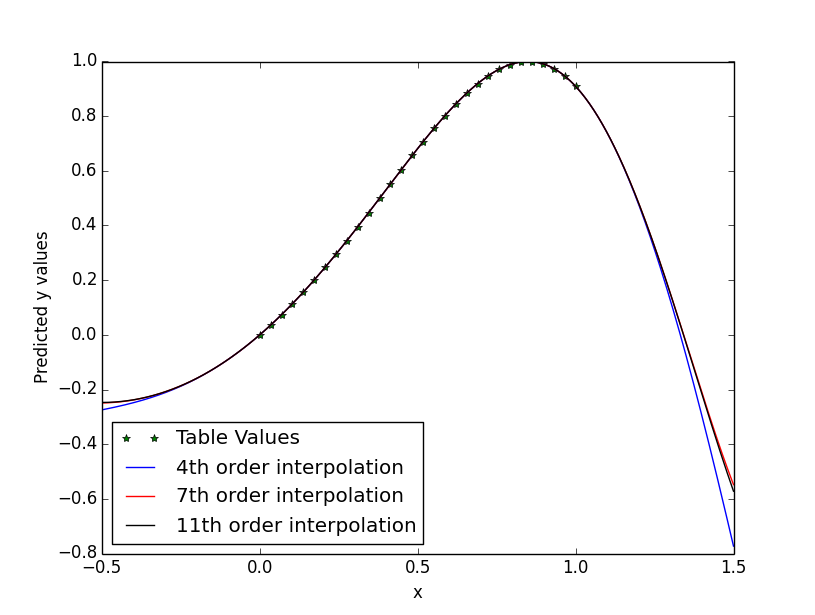 1.0
0.8
0.6
0.4
0.2
0.0
−0.2
−0.4
−0.6
−0.8
Predicted y values
Table Values
4th order interpolation
7th order interpolation
11th order interpolation
−0.5 0.0 0.5 1.0 1.5
x